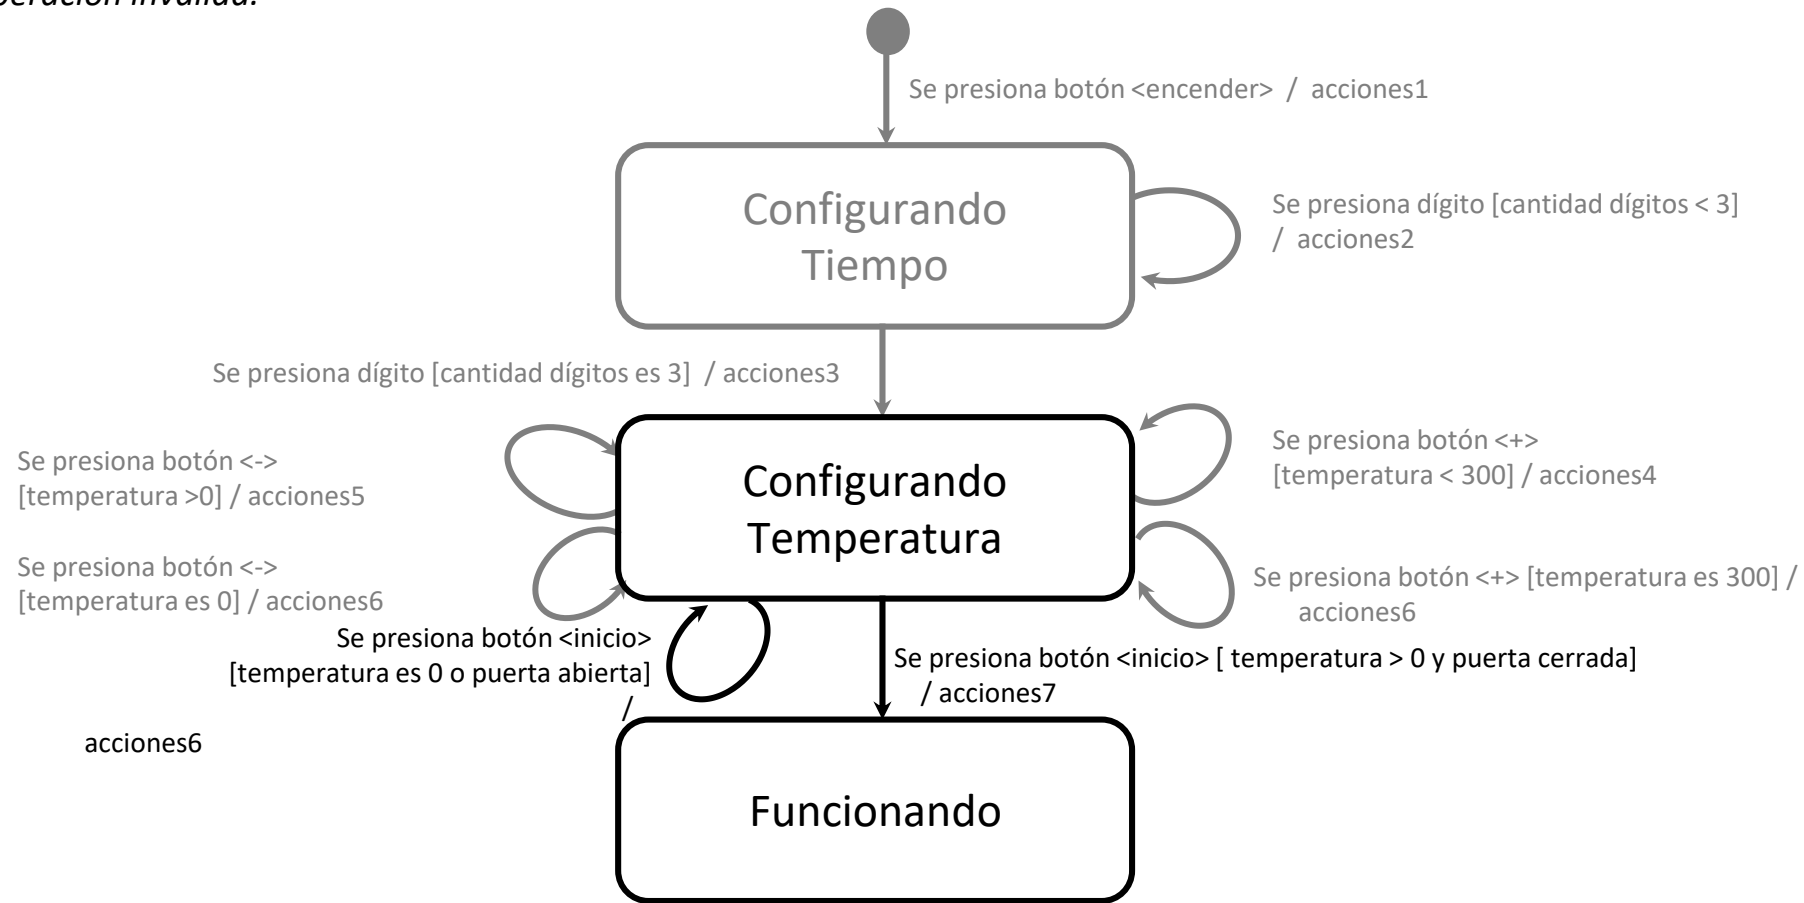 inválida.
Se presiona botón <encender> / acciones1
Configurando
Tiempo
Se presiona dígito [cantidad dígitos < 3]
/ acciones2
Se presiona dígito [cantidad dígitos es 3] / acciones3
Se presiona botón <->
[temperatura >0] / acciones5
Configurando
Temperatura
Se presiona botón <+>
[temperatura < 300] / acciones4
Se presiona botón <->
[temperatura es 0] / acciones6
Se presiona botón <+> [temperatura es 300] /
acciones6
Se presiona botón <inicio>
[temperatura es 0 o puerta abierta]
/
acciones6
Se presiona botón <inicio> [ temperatura > 0 y puerta cerrada]
/ acciones7
Funcionando